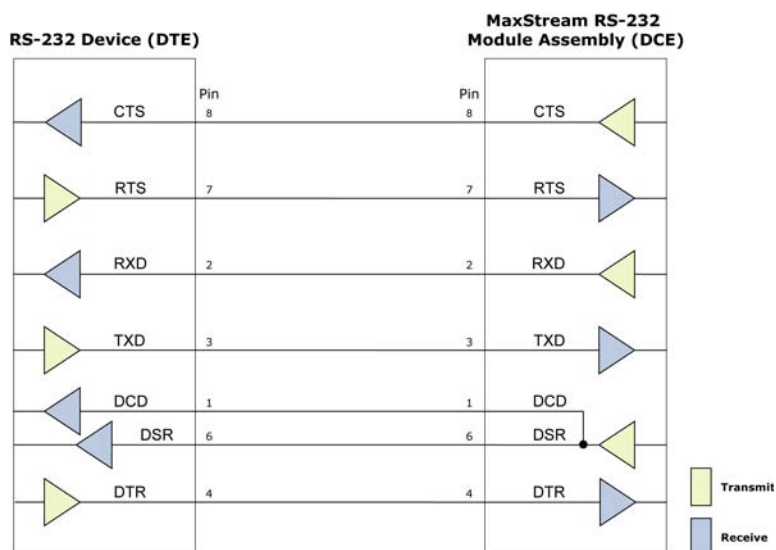 RS-232 Device (DTE)
MaxStream RS-232
Module Assembly (DCE)
Pin
Pin
CTS 8 8 CTS
RTS 7 7 RTS
RXD 2 2 RXD
TXD 3 3 TXD
DCD 1 1 DCD
DSR 6 6 DSR
DTR 4 4 DTR
Transmit
Receive